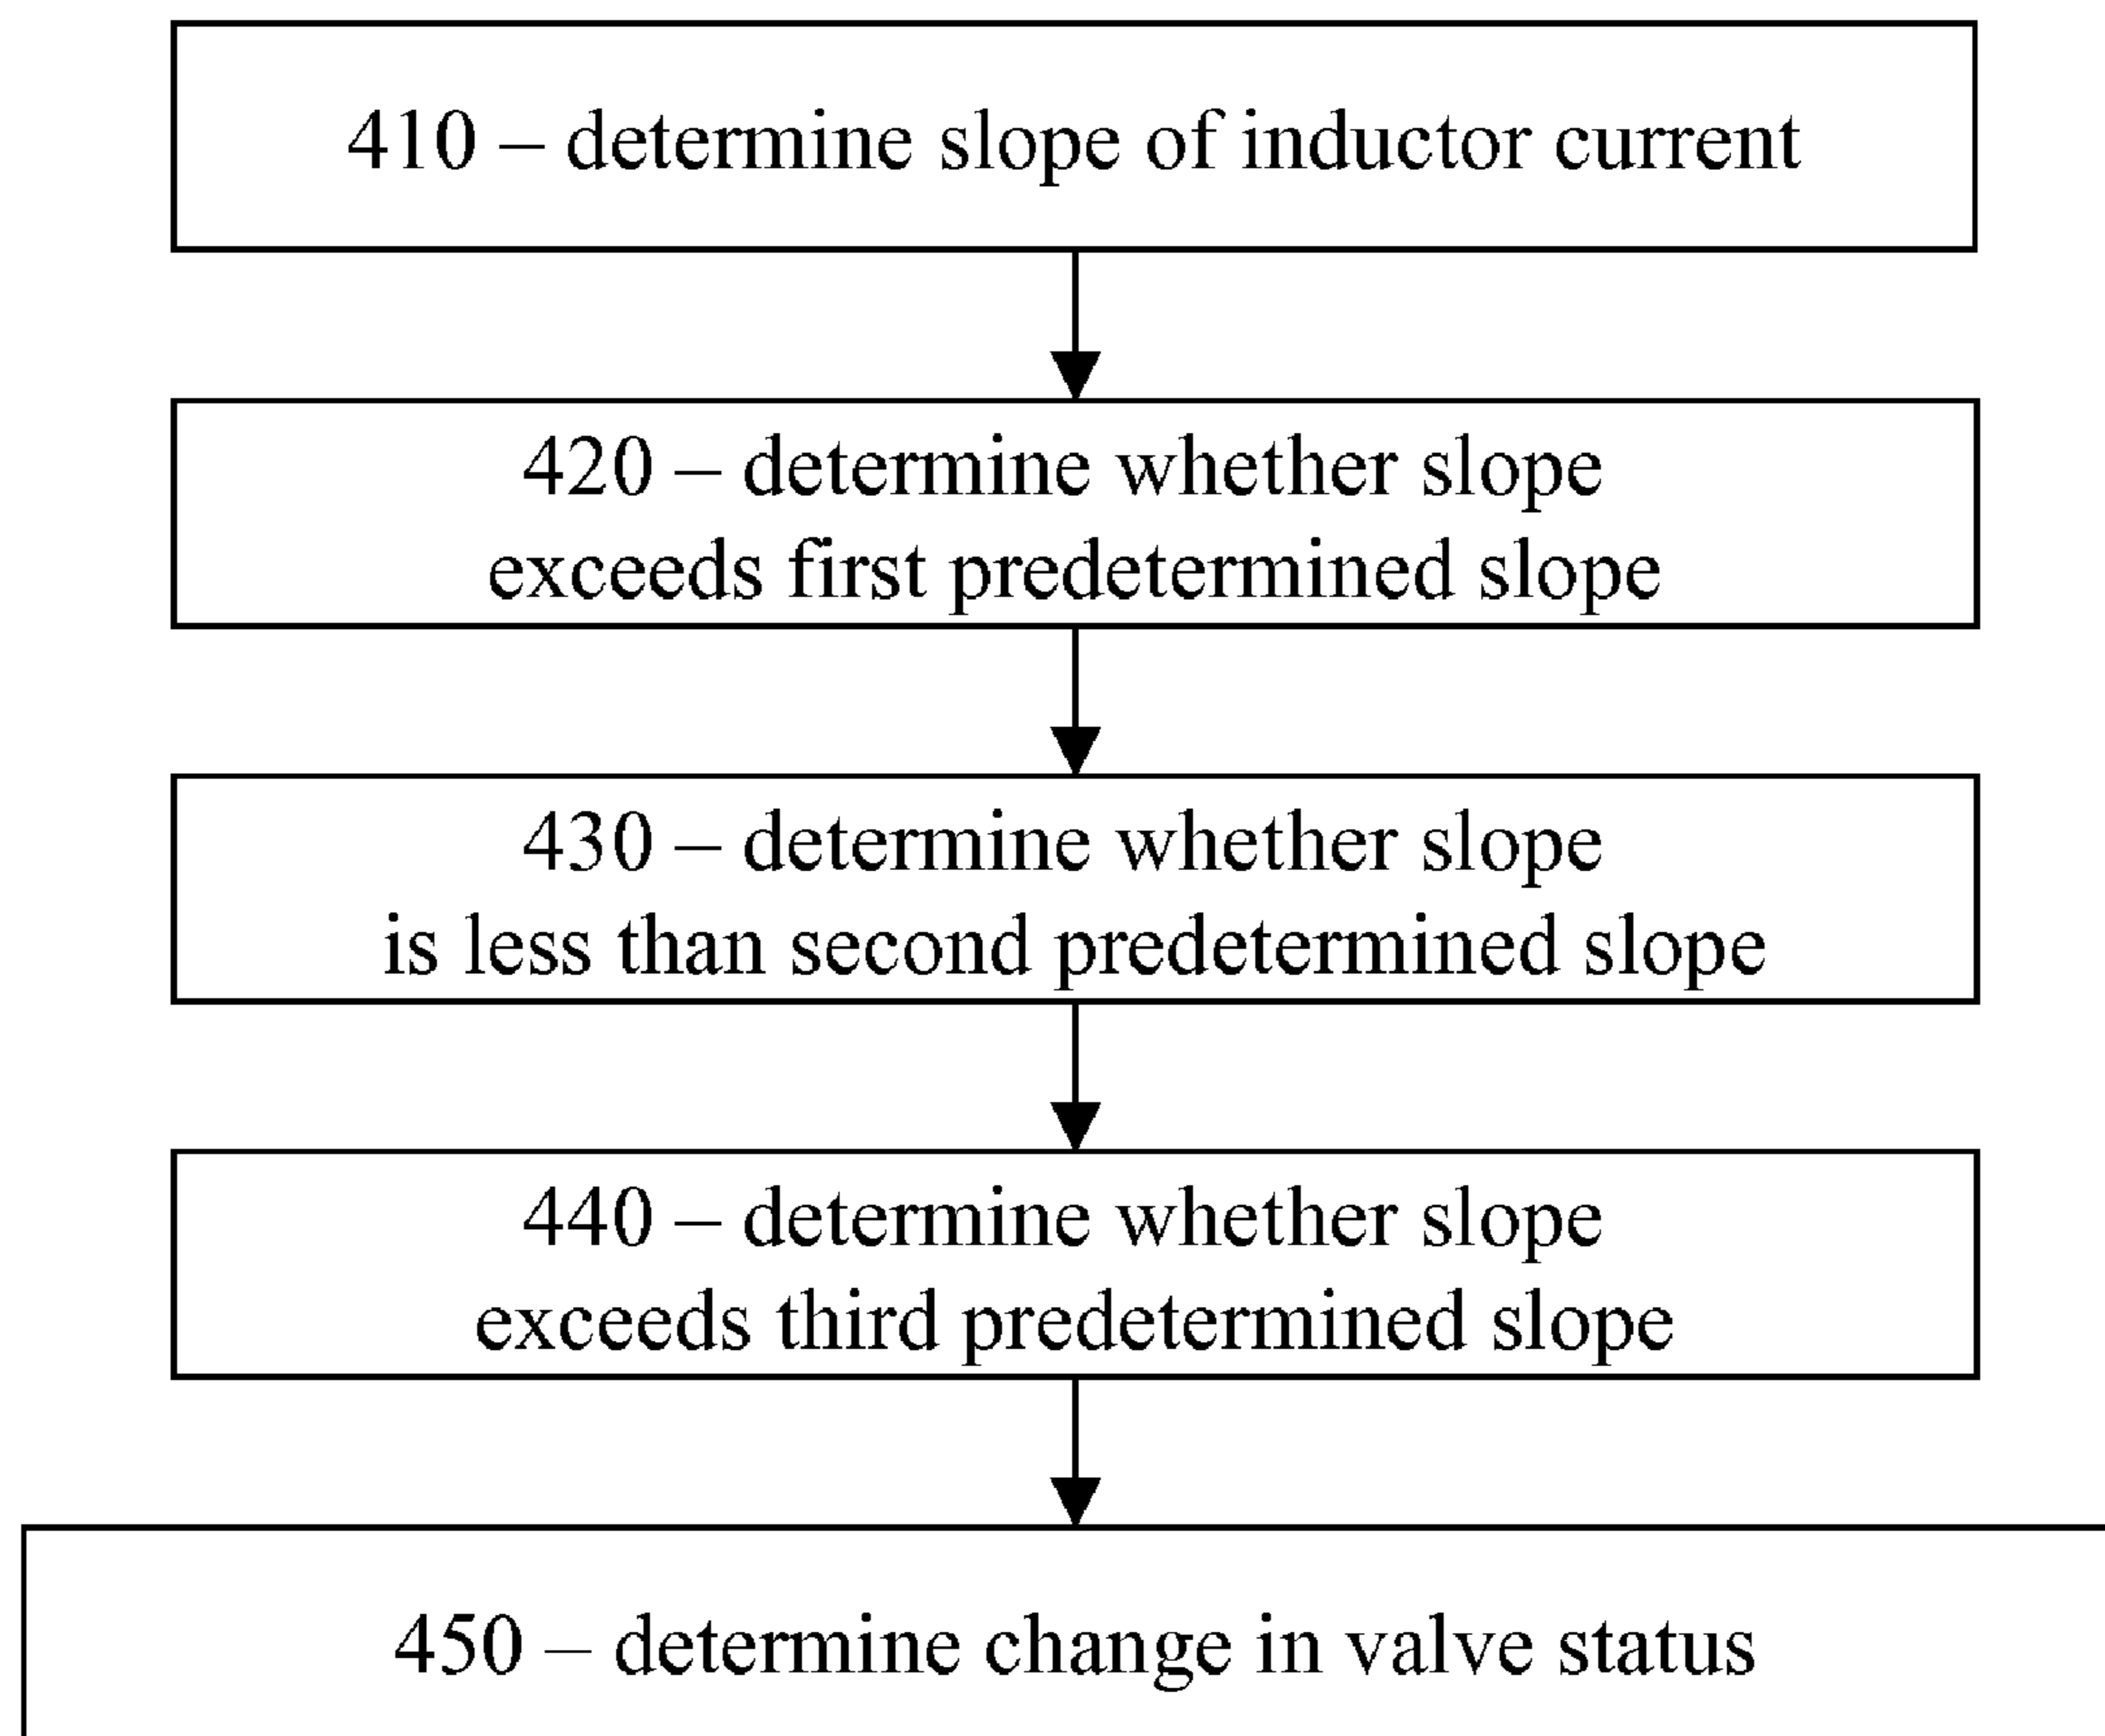 410 – determine slope of inductor current
420 – determine whether slope
exceeds first predetermined slope
430 – determine whether slope
is less than second predetermined slope
440 – determine whether slope
exceeds third predetermined slope
450 – determine change in valve status